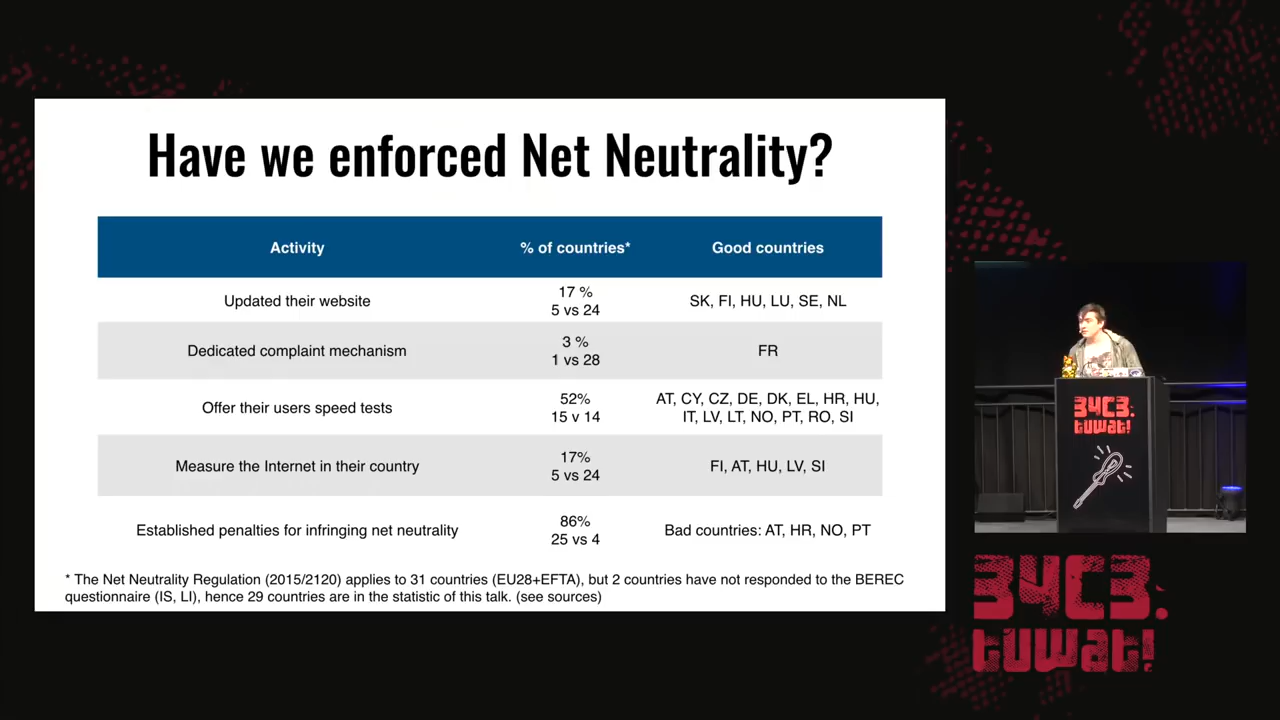 Have we enforced Net Neutrality?
Activity % of countries* Good countries
Updated their website 17 % 5 vs 24 SK, FI, HU, LU, SE, NL
Dedicated complaint mechanism 3 % 1 vs 28 FR
Offer their users speed tests 52% 15 v 14 AT, CY, CZ, DE, DK, EL, HR, HU, IT, LV, LT, NO, PT, RO, SI
Measure the Internet in their country 17% 5 vs 24 FI, AT, HU, LV, SI
Established penalties for infringing net neutrality 86% 25 vs 4 Bad countries: AT, HR, NO, PT
* The Net Neutrality Regulation (2015/2120) applies to 31 countries (EU28+EFTA), but 2 countries have not responded to the BEREC
questionnaire (IS, LI), hence 29 countries are in the statistic of this talk. (see sources)
34C3.
tuwat!
34C3.
tuwat!